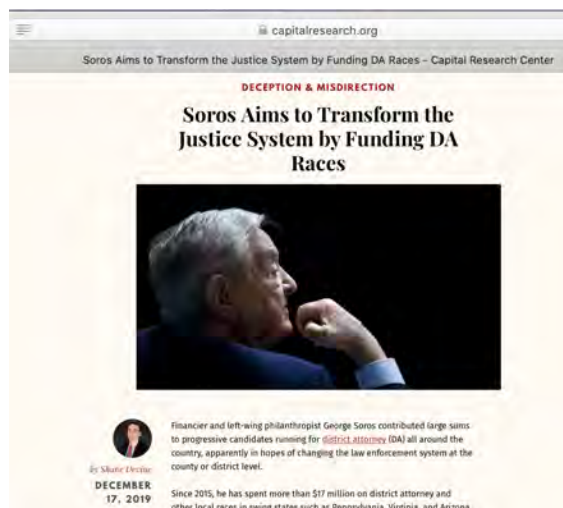 capitalresearch.org
Soros Aims to Transform the Justice System by Funding DA Races – Capital Research Center
DECEPTION & MISDIRECTION
Soros Aims to Transform the
Justice System by Funding DA
Races
Financier and left-wing philanthropist George Soros contributed large sums
to progressive candidates running for district attorney (DA) all around the
country, apparently in hopes of changing the law enforcement system at the
county or district level.
by Shane Devine
DECEMBER
17, 2019
Since 2015, he has spent more than $17 million on district attorney and
other local races in swing states such as Pennsylvania, Virginia, and Arizona